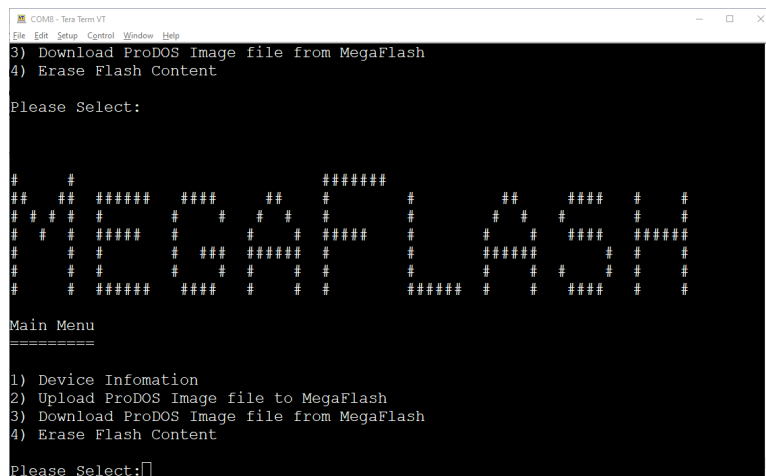 COM8 - Tera Term VT
File Edit Setup Control Window Help
3) Download ProDOS Image file from MegaFlash
4) Erase Flash Content
Please Select:
MEGAFLASH
Main Menu
=========
1) Device Infomation
2) Upload ProDOS Image file to MegaFlash
3) Download ProDOS Image file from MegaFlash
4) Erase Flash Content
Please Select: